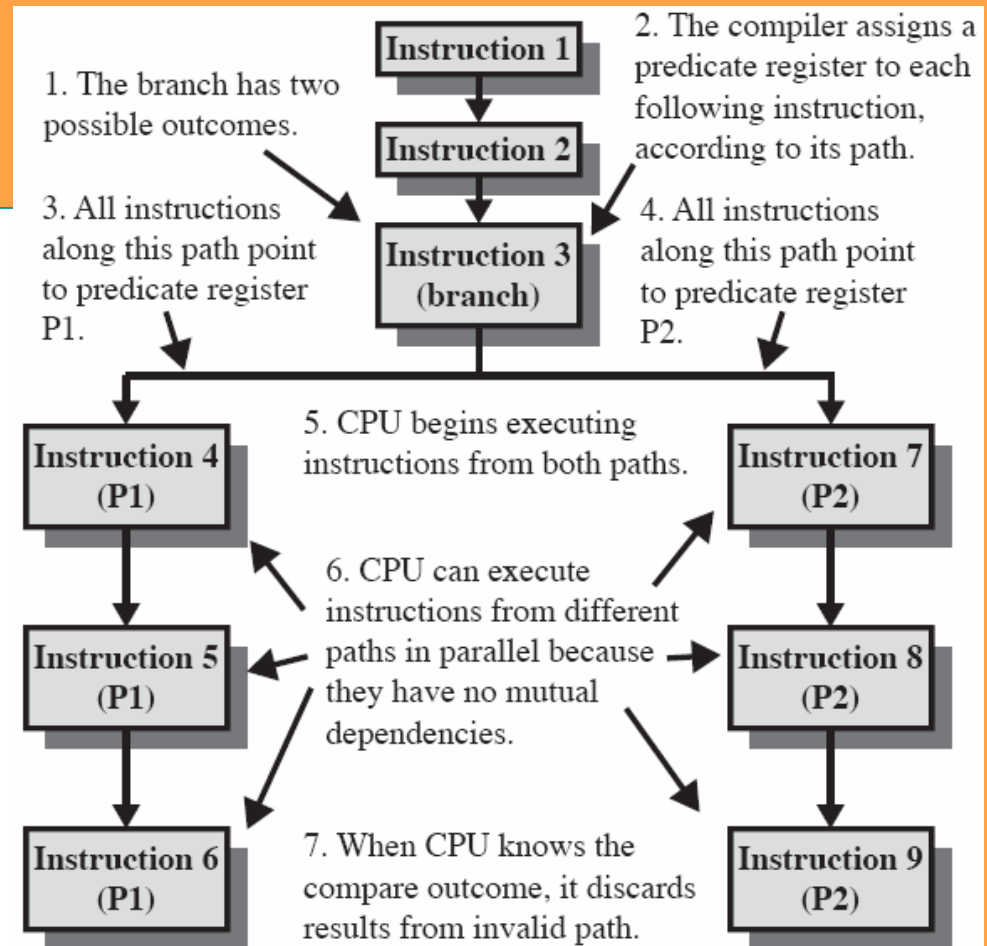 Instruction 1
2. The compiler assigns a
predicate register to each
following instruction,
according to its path.
1. The branch has two
possible outcomes.
Instruction 2
3. All instructions
along this path point
to predicate register
P1.
Instruction 3
(branch)
4. All instructions
along this path point
to predicate register
P2.
Instruction 4
(P1)
5. CPU begins executing
instructions from both paths.
Instruction 7
(P2)
6. CPU can execute
instructions from different
paths in parallel because
they have no mutual
dependencies.
Instruction 5
(P1)
Instruction 8
(P2)
Instruction 6
(P1)
7. When CPU knows the
compare outcome, it discards
results from invalid path.
Instruction 9
(P2)